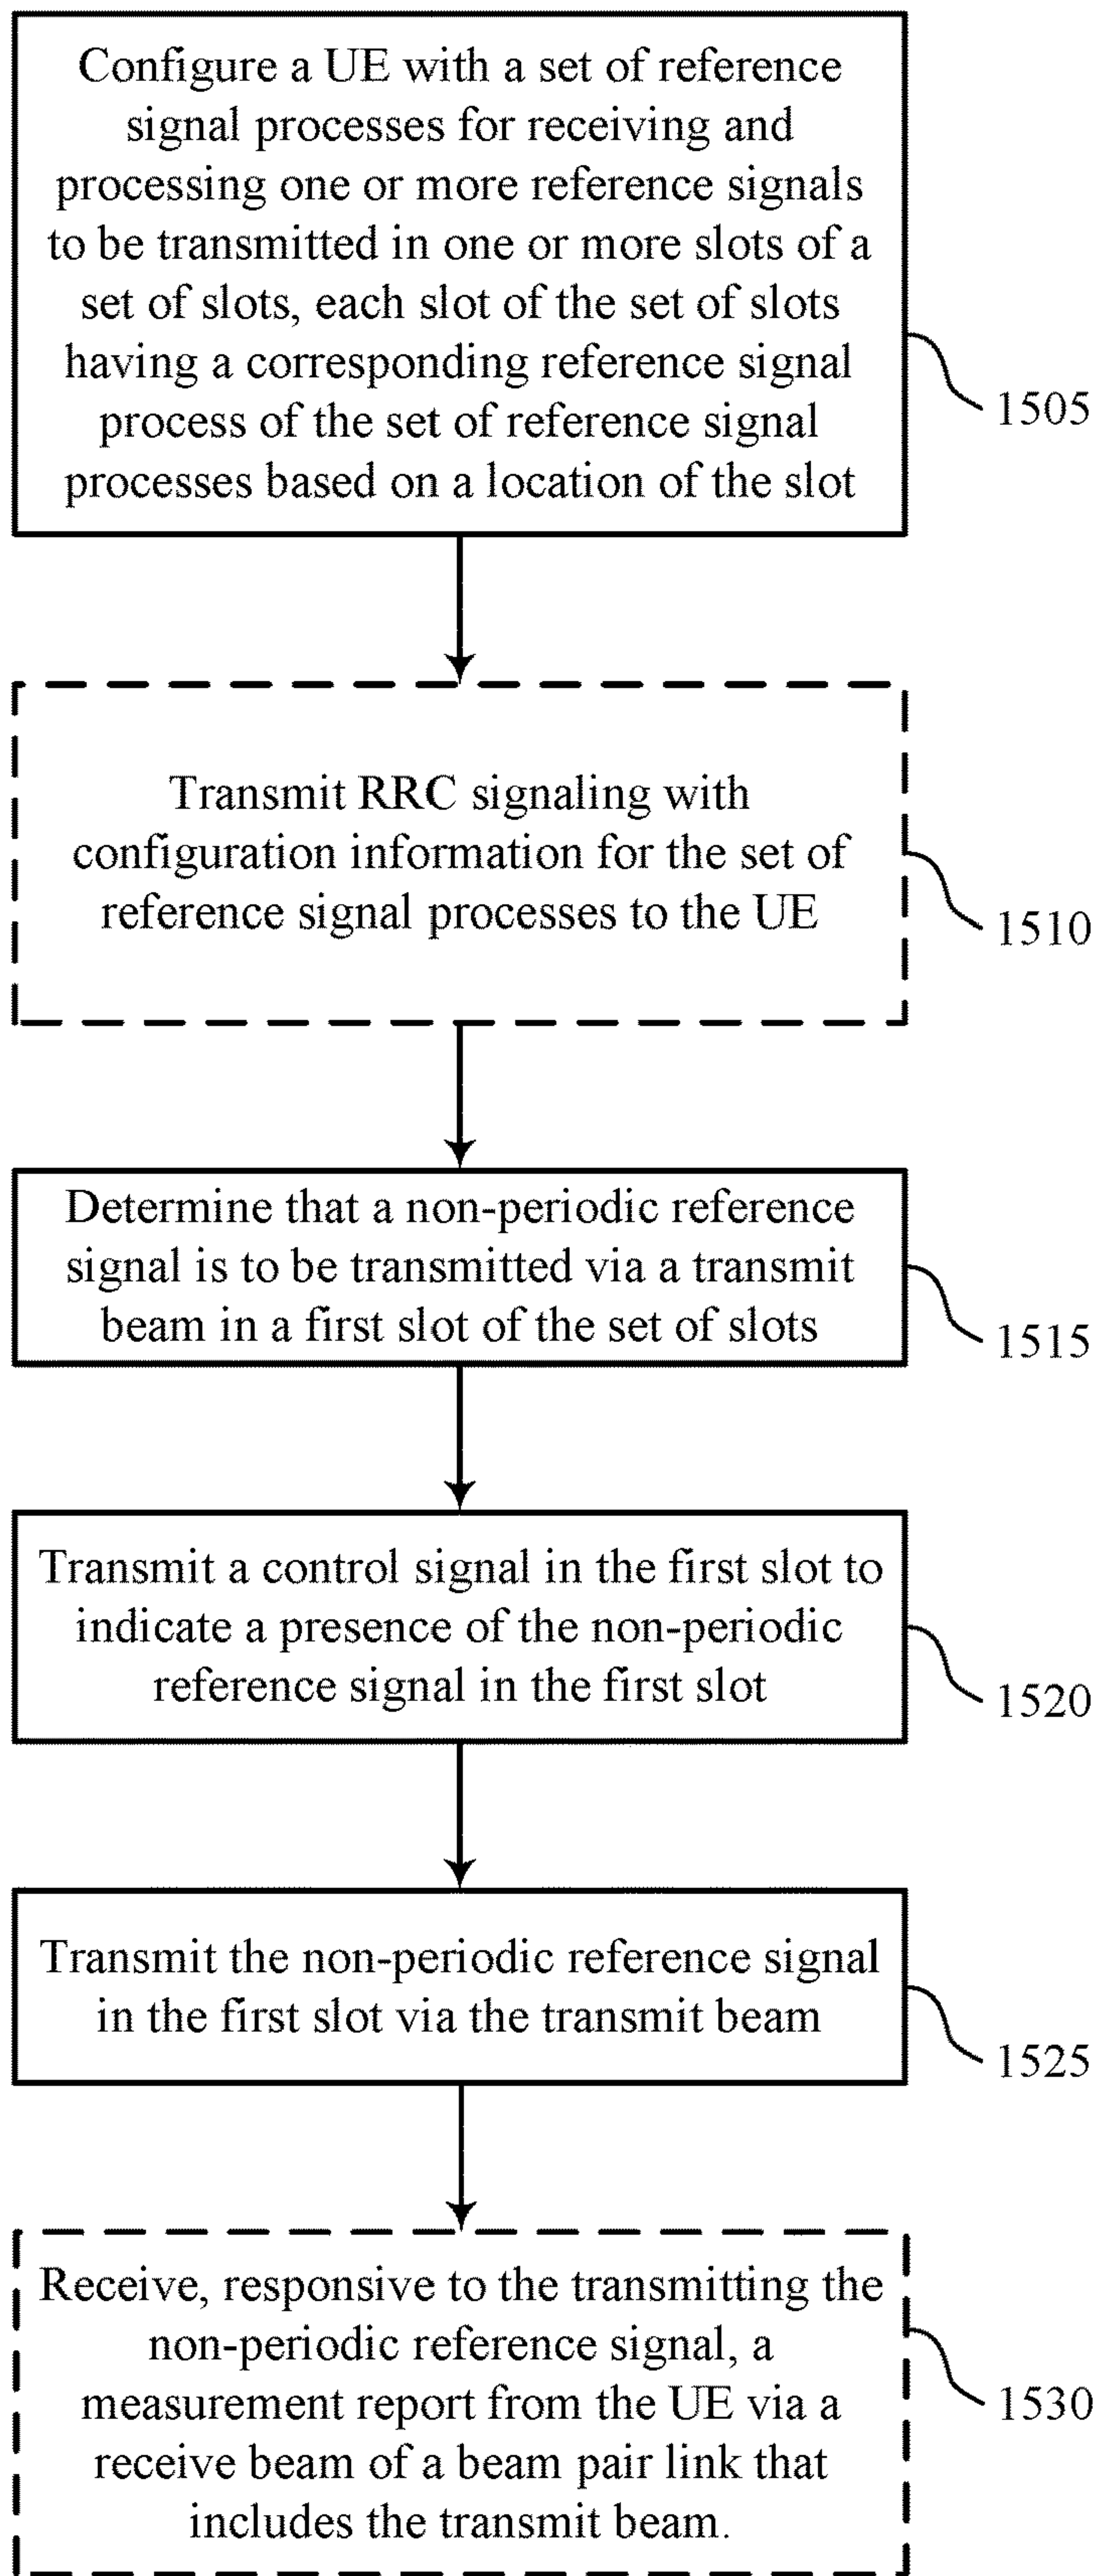 Configure a UE with a set of reference
signal processes for receiving and
processing one or more reference signals
to be transmitted in one or more slots of a
set of slots, each slot of the set of slots
having a corresponding reference signal
process of the set of reference signal
processes based on a location of the slot
1505
Transmit RRC signaling with
configuration information for the set of
reference signal processes to the UE
1510
Determine that a non-periodic reference
signal is to be transmitted via a transmit
beam in a first slot of the set of slots
1515
Transmit a control signal in the first slot to
indicate a presence of the non-periodic
reference signal in the first slot
1520
Transmit the non-periodic reference signal
in the first slot via the transmit beam
1525
Receive, responsive to the transmitting the
non-periodic reference signal, a
measurement report from the UE via a
receive beam of a beam pair link that
includes the transmit beam.
1530